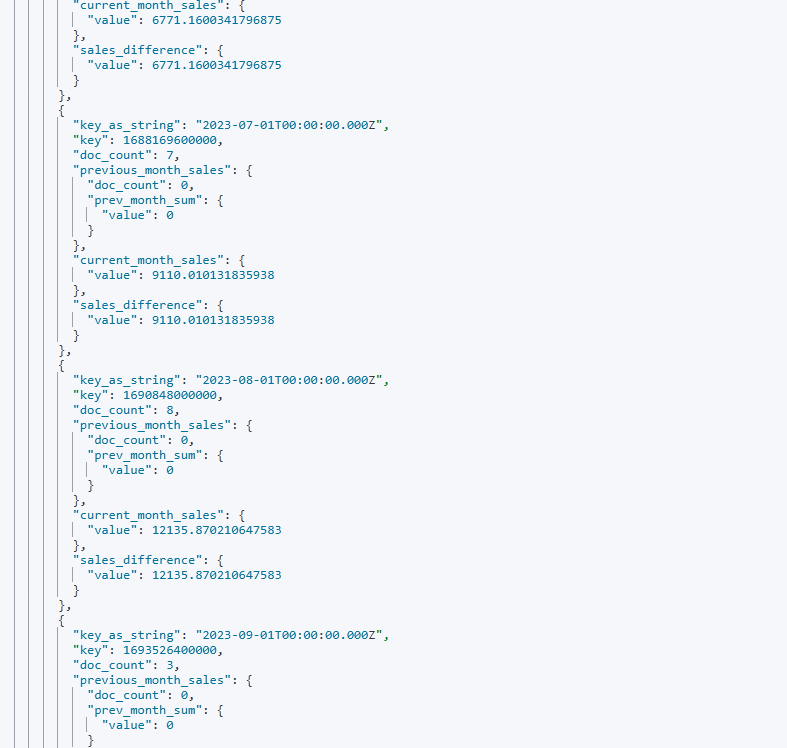 "current_month_sales": {
"value": 6771.1600341796875
},
"sales_difference": {
"value": 6771.1600341796875
}
},
{
"key_as_string": "2023-07-01T00:00:00.000Z",
"key": 1688169600000,
"doc_count": 7,
"previous_month_sales": {
"doc_count": 0,
"prev_month_sum": {
"value": 0
}
},
"current_month_sales": {
"value": 9110.010131835938
},
"sales_difference": {
"value": 9110.010131835938
}
},
{
"key_as_string": "2023-08-01T00:00:00.000Z",
"key": 1690848000000,
"doc_count": 8,
"previous_month_sales": {
"doc_count": 0,
"prev_month_sum": {
"value": 0
}
},
"current_month_sales": {
"value": 12135.870210647583
},
"sales_difference": {
"value": 12135.870210647583
}
},
{
"key_as_string": "2023-09-01T00:00:00.000Z",
"key": 1693526400000,
"doc_count": 3,
"previous_month_sales": {
"doc_count": 0,
"prev_month_sum": {
"value": 0
}